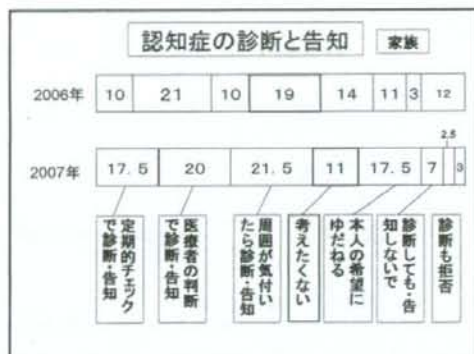 認知症の診断と告知
家族
2006年
10
21
10
19
14
11
3
12
2007年
17.5
20
21.5
11
17.5
7
2.5
3
定期的チェック
で診断・告知
医療者の判断
で診断・告知
周囲が気付い
たら診断・告知
考えたくない
本人の希望に
ゆだねる
診断しても・告
知しないで
診断も拒否